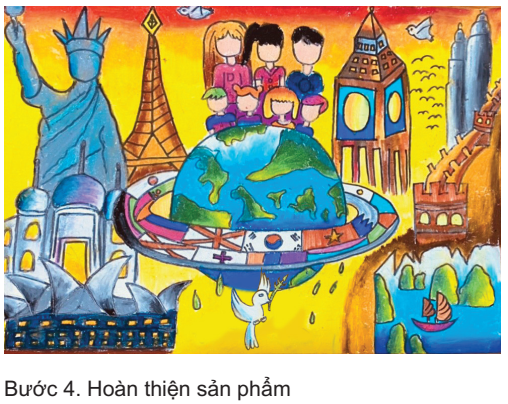 Bước 4. Hoàn thiện sản phẩm